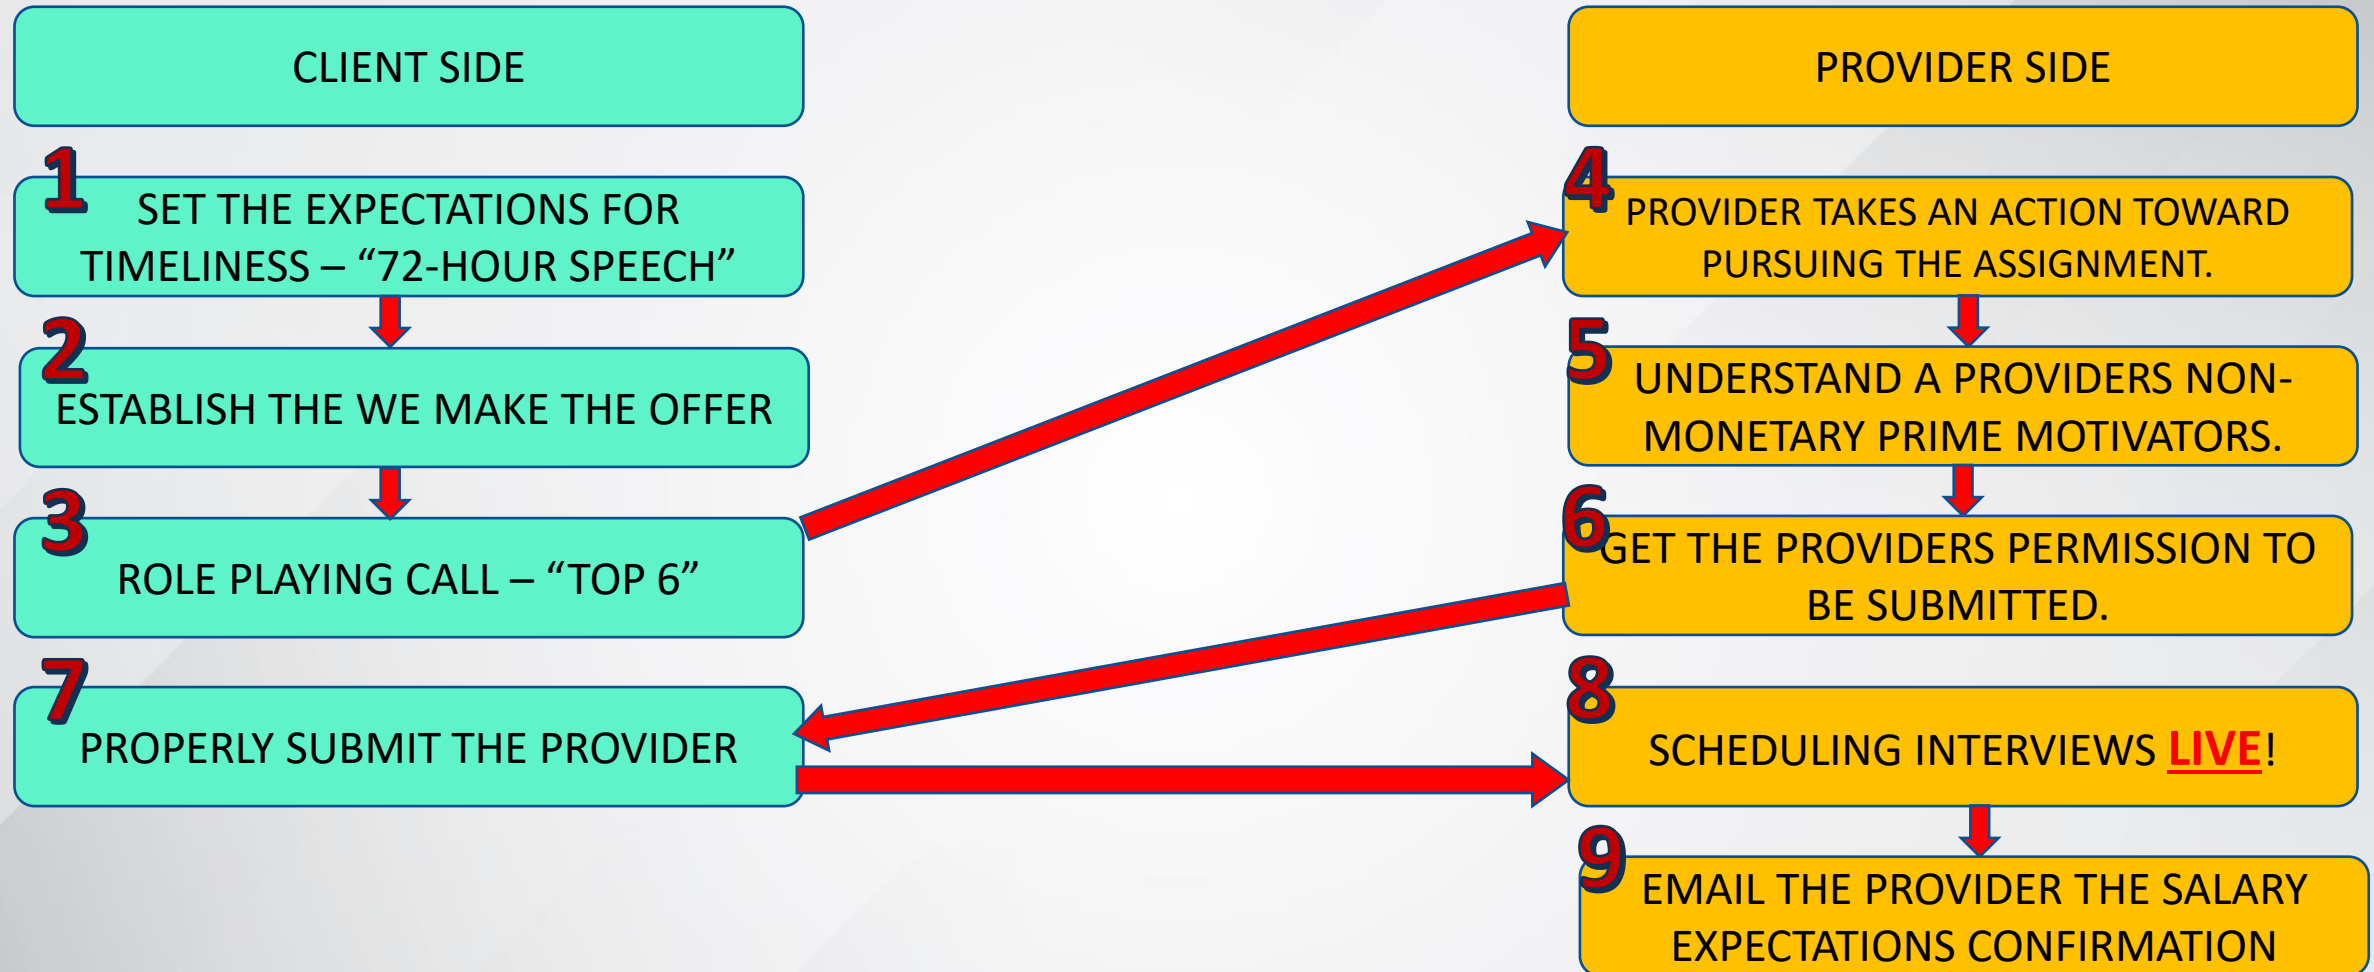 CLIENT SIDE
PROVIDER SIDE
1
SET THE EXPECTATIONS FOR
TIMELINESS – “72-HOUR SPEECH”
2
ESTABLISH THE WE MAKE THE OFFER
3
ROLE PLAYING CALL – “TOP 6”
4
PROVIDER TAKES AN ACTION TOWARD
PURSUING THE ASSIGNMENT.
5
UNDERSTAND A PROVIDERS NON-
MONETARY PRIME MOTIVATORS.
6
GET THE PROVIDERS PERMISSION TO
BE SUBMITTED.
7
PROPERLY SUBMIT THE PROVIDER
8
SCHEDULING INTERVIEWS LIVE!
9
EMAIL THE PROVIDER THE SALARY
EXPECTATIONS CONFIRMATION